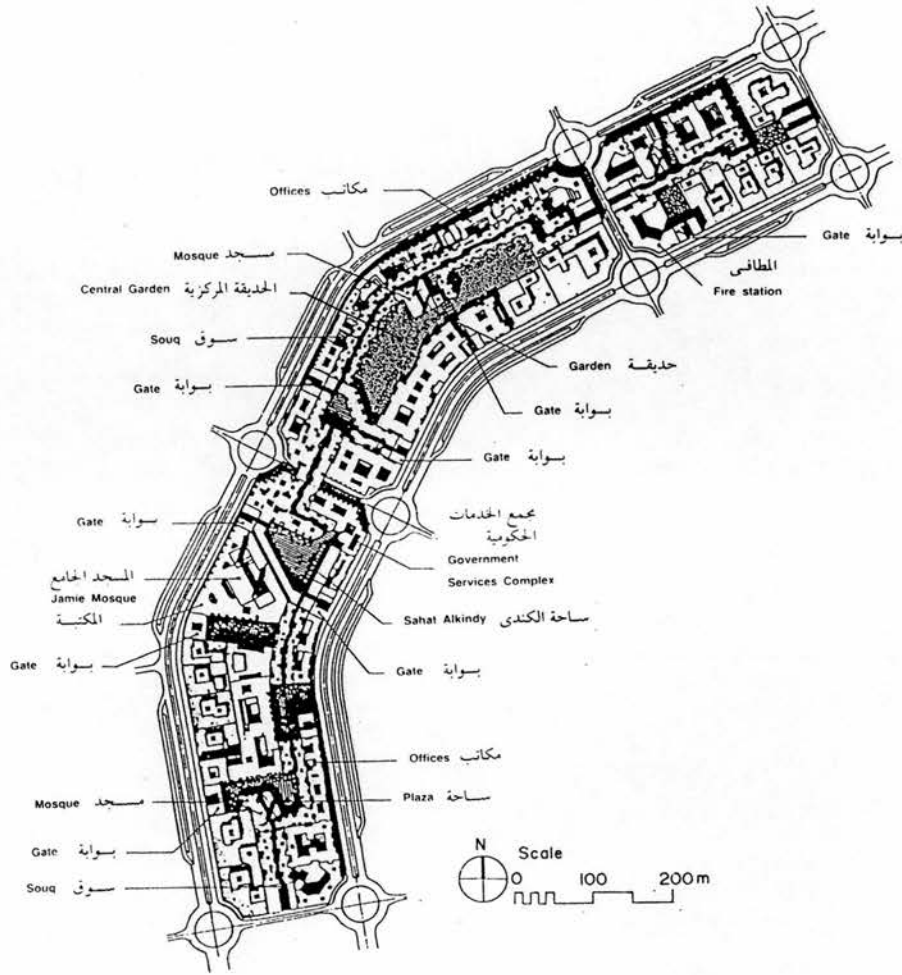 Offices مكاتب
Gate بوابة
Mosque مسجد
المطافى
Central Garden الحديقة المركزية
Fire station
Souq سوق
Garden حديقة
Gate بوابة
Gate بوابة
Gate بوابة
Gate بوابة
مجمع الخدمات
الحكومية
Government
Services Complex
المسجد الجامع
Jamie Mosque
المكتبة
Sahat Alkindy ساحة الكندى
Gate بوابة
Gate بوابة
Offices مكاتب
Mosque مسجد
Plaza ساحة
Gate بوابة
N
Scale
0 100 200m
Souq سوق